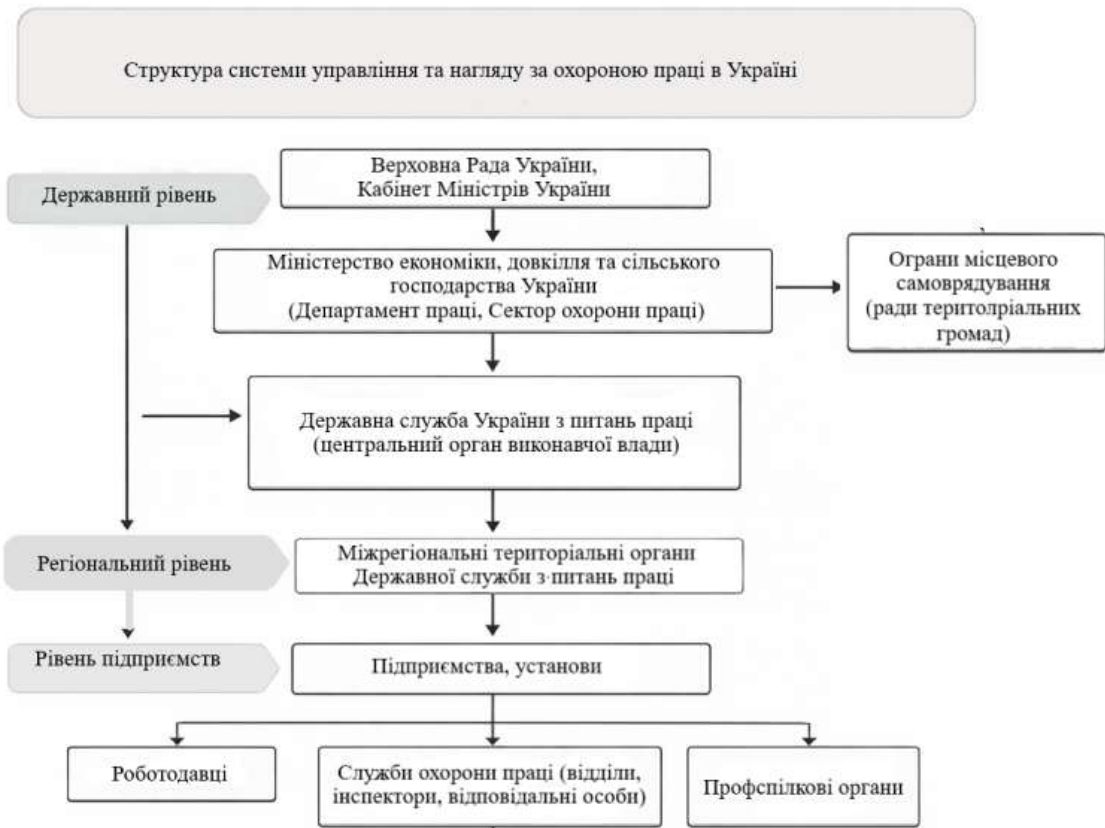 Структура системи управління та нагляду за охороною праці в Україні
Верховна Рада України,
Кабінет Міністрів України
Державний рівень
Міністерство економіки, довкілля та сільського
господарства України
(Департамент праці, Сектор охорони праці)
Ограни місцевого
самоврядування
(ради територіальних
громад)
Державна служба України з питань праці
(центральний орган виконавчої влади)
Регіональний рівень
Міжрегіональні територіальні органи
Державної служби з питань праці
Рівень підприємств
Підприємства, установи
Роботодавці
Служби охорони праці (відділи,
інспектори, відповідальні особи)
Профспілкові органи